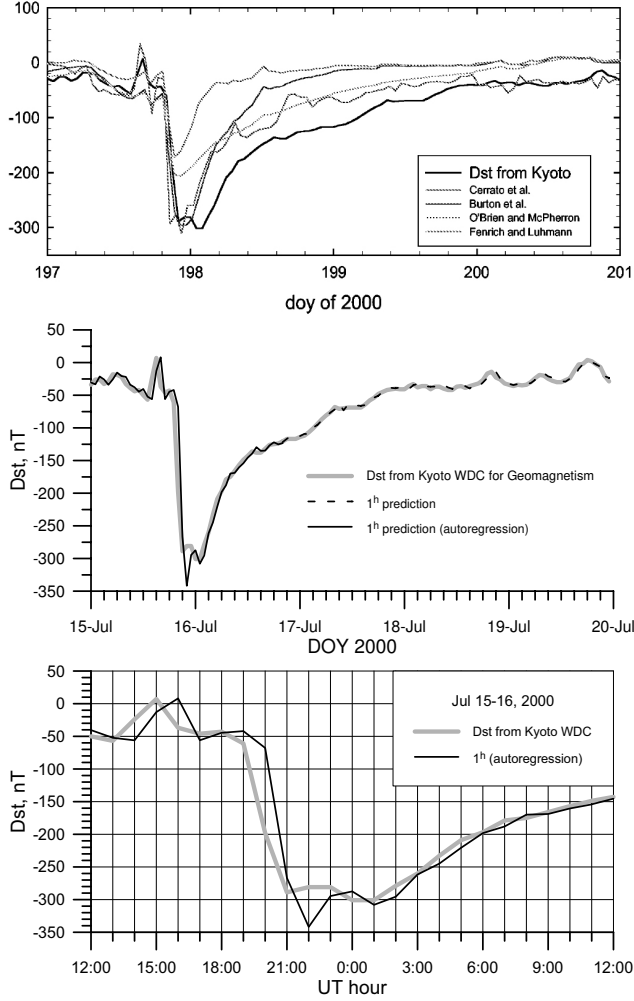 100
0
-100
-200
-300
197 198 199 200 201
doy of 2000
Dst from Kyoto
Cerrato et al.
Burton et al.
O'Brien and McPherron
Fenrich and Luhmann
50
0
-50
-100
-150
-200
-250
-300
-350
Dst, nT
Dst from Kyoto WDC for Geomagnetism
1h prediction
1h prediction (autoregression)
15-Jul 16-Jul 17-Jul 18-Jul 19-Jul 20-Jul
DOY 2000
50
0
-50
-100
-150
-200
-250
-300
-350
Dst, nT
Jul 15-16, 2000
Dst from Kyoto WDC
1h (autoregression)
12:00 15:00 18:00 21:00 0:00 3:00 6:00 9:00 12:00
UT hour